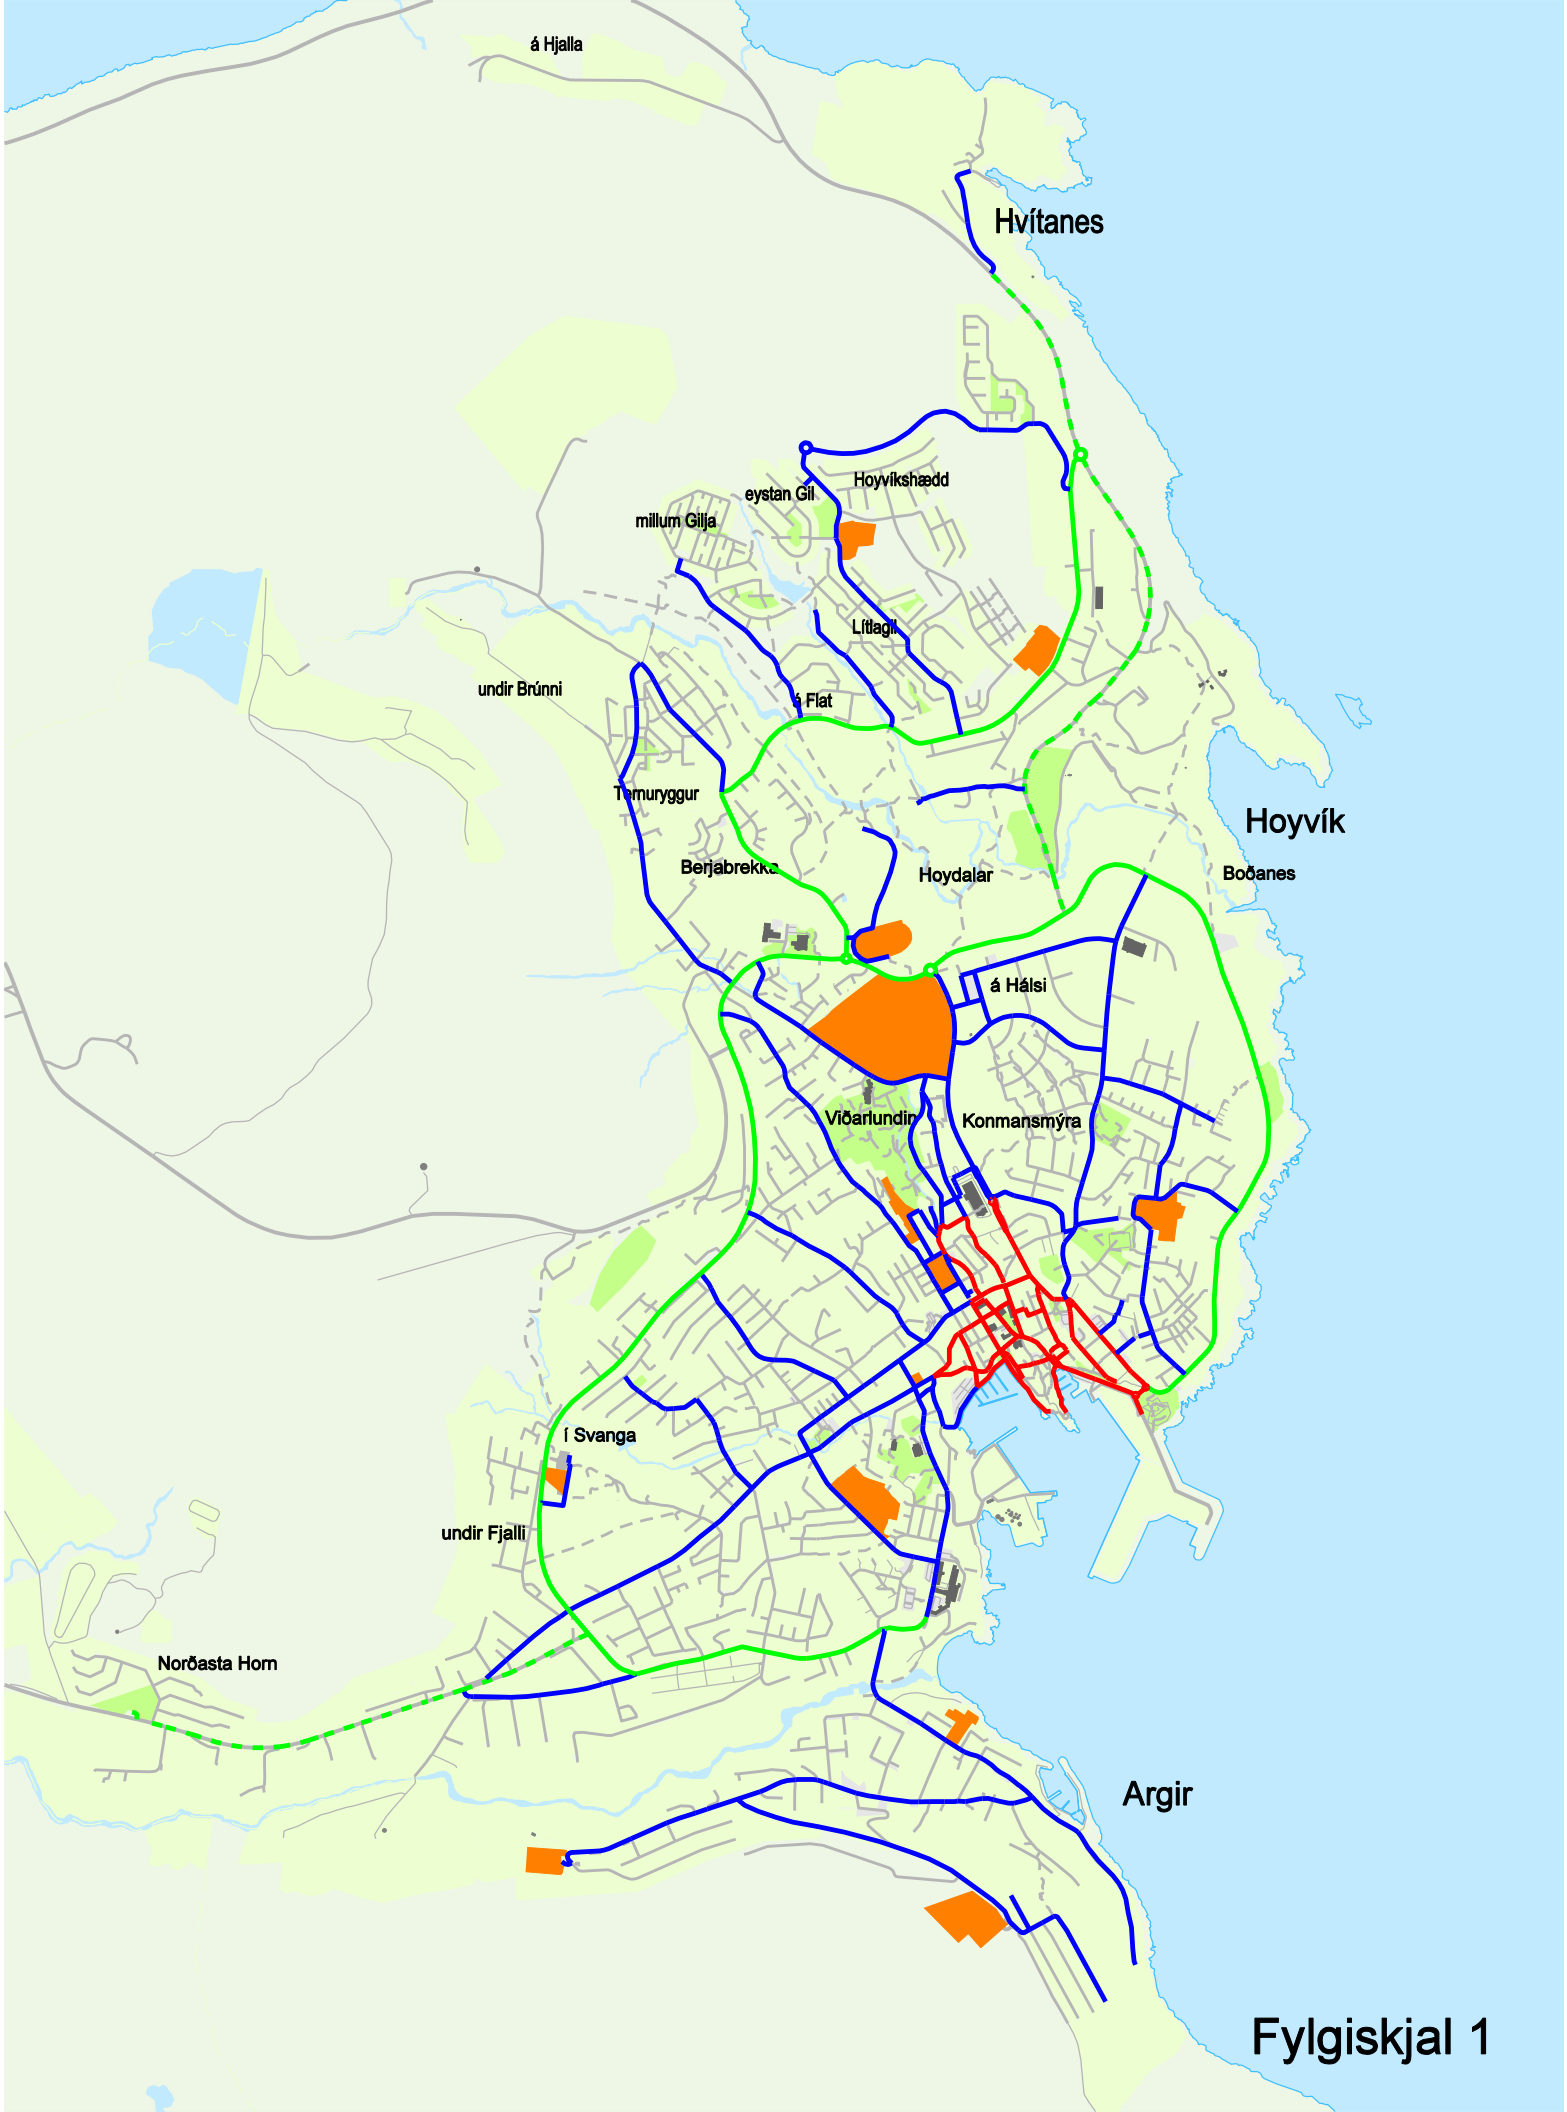 á Hjalla
Hvítanes
Hoyvíkshædd
eystan Gil
millum Gilja
Lítlagil
undir Brúnni
á Flat
Ternuryggur
Hoyvík
Berjabrekka
Hoydalar
Boðanes
á Hálsi
Viðarlundin
Konmansmýra
í Svanga
undir Fjalli
Norðasta Horn
Argir
Fylgiskjal 1